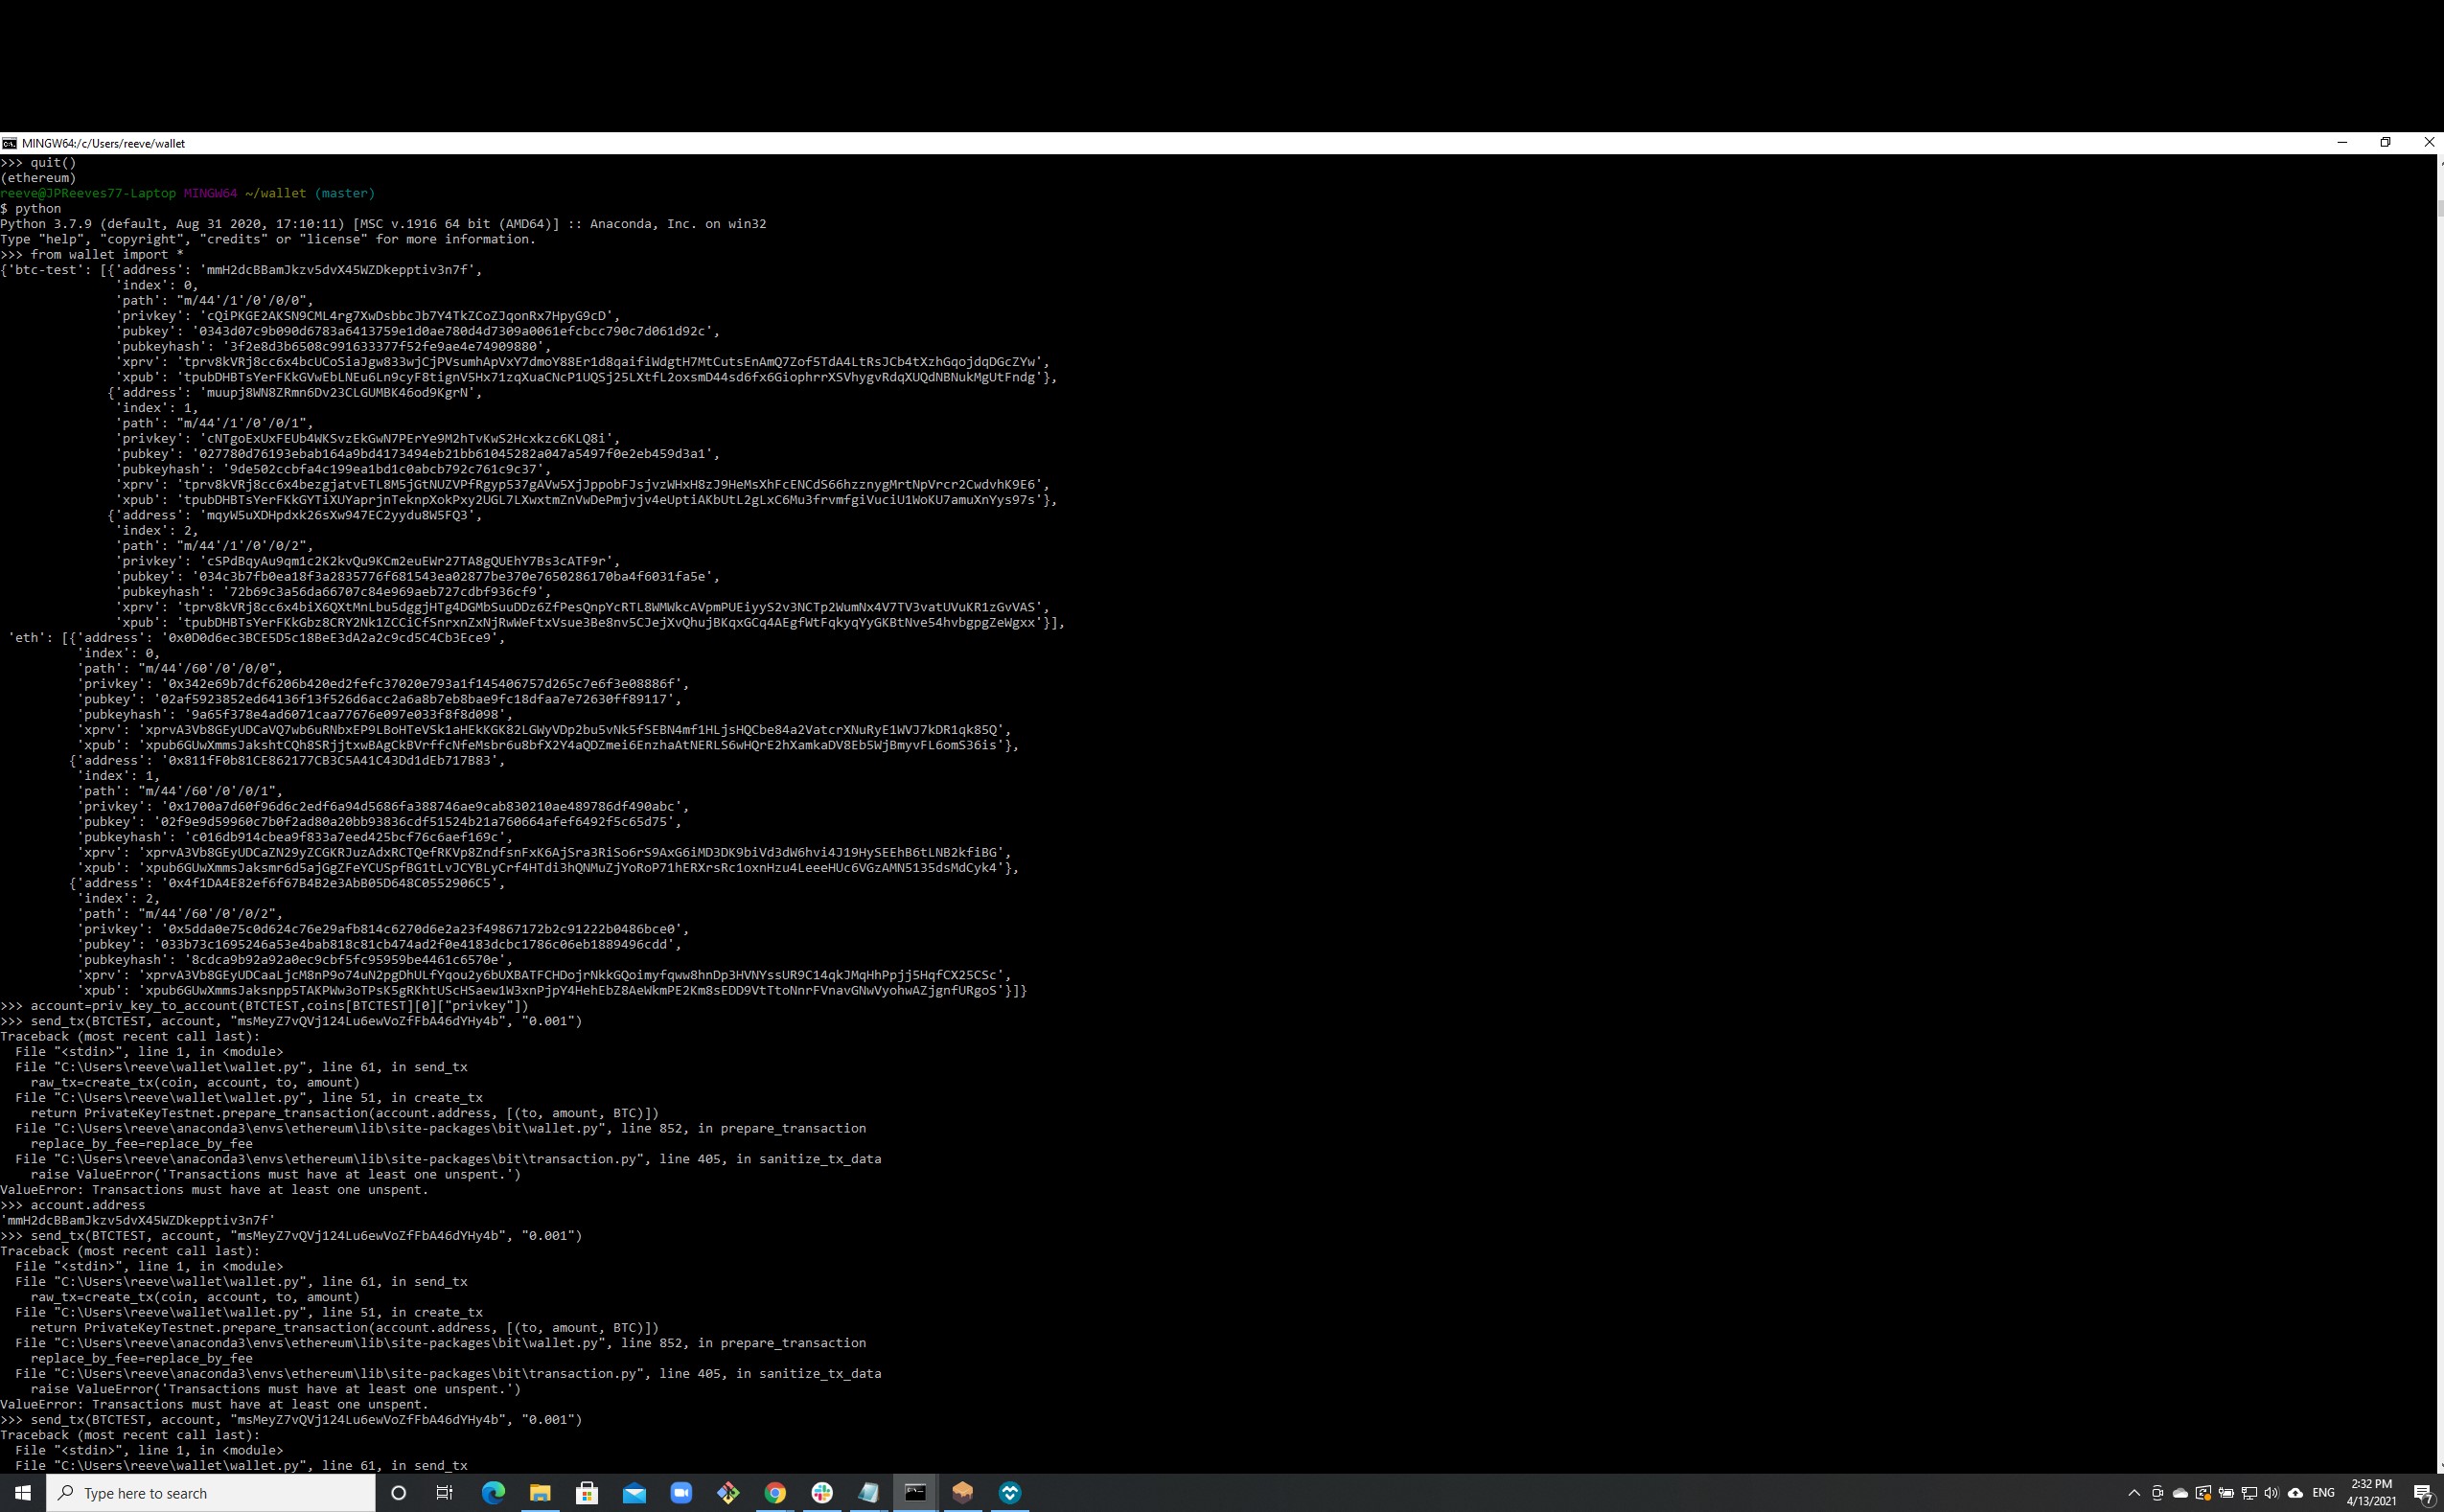 MINGW64:/c/Users/reeve/wallet
>>> quit()
(ethereum)
reeve@JPReeves77-Laptop MINGW64 ~/wallet (master)
$ python
Python 3.7.9 (default, Aug 31 2020, 17:10:11) [MSC v.1916 64 bit (AMD64)] :: Anaconda, Inc. on win32
Type "help", "copyright", "credits" or "license" for more information.
>>> from wallet import *
{'btc-test': [{'address': 'mmH2dcBBamJkzv5dvX45WZDkepptiv3n7f',
'index': 0,
'path': "m/44'/1'/0'/0/0",
'privkey': 'cQiPKGE2AKSN9CML4rg7XwDsbbcJb7Y4TkZCoZJqonRx7HpyG9cD',
'pubkey': '0343d07c9b090d6783a6413759e1d0ae780d4d7309a0061efcbcc790c7d061d92c',
'pubkeyhash': '3f2e8d3b6508c991633377f52fe9ae4e74909880',
'xprv': 'tprv8kVRj8cc6x4bcUCoSiaJgw833wjCjPVsumhApVxY7dmoY88Er1d8qaifiWdgtH7MtCutsEnAmQ7Zof5TdA4LtRsJCb4tXzhGqojdqDGcZYw',
'xpub': 'tpubDHBTsYerFKkGVwEbLNEu6Ln9cyF8tignV5Hx71zqXuaCNcP1UQSj25LXtfL2oxsmD44sd6fx6GiophrrXSVhygvRdqXUQdNBNukMgUtFndg'},
{'address': 'muupj8WN8ZRmn6Dv23CLGUMBK46od9KgrN',
'index': 1,
'path': "m/44'/1'/0'/0/1",
'privkey': 'cNTgoExUxFEUb4WKSvzEkGwN7PErYe9M2hTvKwS2Hcxkzc6KLQ8i',
'pubkey': '027780d76193ebab164a9bd4173494eb21bb61045282a047a5497f0e2eb459d3a1',
'pubkeyhash': '9de502ccbfa4c199ea1bd1c0abcb792c761c9c37',
'xprv': 'tprv8kVRj8cc6x4bezgjatvETL8M5jGtNUZVPfRgyp537gAVw5XjJppobFJsjvzWHxH8zJ9HeMsXhFcENCdS66hzznygMrtNpVrcr2CwdvhK9E6',
'xpub': 'tpubDHBTsYerFKkGYTiXUYaprjnTeknpXokPxy2UGL7LXwxtmZnVwDePmjvjv4eUptiAKbUtL2gLxC6Mu3frvmfgiVuciU1WoKU7amuXnYys97s'},
{'address': 'mqyW5uXDHpdxk26sXw947EC2yydu8W5FQ3',
'index': 2,
'path': "m/44'/1'/0'/0/2",
'privkey': 'cSPdBqyAu9qm1c2K2kvQu9KCm2euEWr27TA8gQUEhY7Bs3cATF9r',
'pubkey': '034c3b7fb0ea18f3a2835776f681543ea02877be370e7650286170ba4f6031fa5e',
'pubkeyhash': '72b69c3a56da66707c84e969aeb727cdbf936cf9',
'xprv': 'tprv8kVRj8cc6x4biX6QXtMnLbu5dggjHTg4DGMbSuuDDz6ZfPesQnpYcRTL8WMWkcAVpmPUEiyyS2v3NCTp2WumNx4V7TV3vatUVuKR1zGvVAS',
'xpub': 'tpubDHBTsYerFKkGbz8CRY2Nk1ZCCiCfSnrxnZxNjRwWeFtxVsue3Be8nv5CJejXvQhujBKqxGCq4AEgfWtFqkyqYyGKBtNve54hvbgpgZeWgxx'}],
'eth': [{'address': '0x0D0d6ec3BCE5D5c18BeE3dA2a2c9cd5C4Cb3Ece9',
'index': 0,
'path': "m/44'/60'/0'/0/0",
'privkey': '0x342e69b7dcf6206b420ed2fefc37020e793a1f145406757d265c7e6f3e08886f',
'pubkey': '02af5923852ed64136f13f526d6acc2a6a8b7eb8bae9fc18dfaa7e72630ff89117',
'pubkeyhash': '9a65f378e4ad6071caa77676e097e033f8f8d098',
'xprv': 'xprvA3Vb8GEyUDCaVQ7wb6uRNbxEP9LBoHTeVSk1aHEkKGK82LGWyVDp2bu5vNk5fSEBN4mf1HLjsHQCbe84a2VatcrXNuRyE1WVJ7kDR1qk85Q',
'xpub': 'xpub6GUwXmmsJakshtCQh8SRjjtxwBAgCkBVrffcNfeMsbr6u8bfX2Y4aQDZmei6EnzhaAtNERLS6wHQrE2hXamkaDV8Eb5WjBmyvFL6omS36is'},
{'address': '0x811fF0b81CE862177CB3C5A41C43Dd1dEb717B83',
'index': 1,
'path': "m/44'/60'/0'/0/1",
'privkey': '0x1700a7d60f96d6c2edf6a94d5686fa388746ae9cab830210ae489786df490abc',
'pubkey': '02f9e9d59960c7b0f2ad80a20bb93836cdf51524b21a760664afef6492f5c65d75',
'pubkeyhash': 'c016db914cbea9f833a7eed425bcf76c6aef169c',
'xprv': 'xprvA3Vb8GEyUDCaZN29yZCGKRJuzAdxRCTQefRKVp8ZndfsnFxK6AjSra3RiSo6rS9AxG6iMD3DK9biVd3dW6hvi4J19HySEEhB6tLNB2kfiBG',
'xpub': 'xpub6GUwXmmsJaksmr6d5ajGgZFeYCUSpfBG1tLvJCYBLyCrf4HTdi3hQNMuZjYoRoP71hERXrsRc1oxnHzu4LeeeHUc6VGzAMN5135dsMdCyk4'},
{'address': '0x4f1DA4E82ef6f67B4B2e3AbB05D648C0552906C5',
'index': 2,
'path': "m/44'/60'/0'/0/2",
'privkey': '0x5dda0e75c0d624c76e29afb814c6270d6e2a23f49867172b2c91222b0486bce0',
'pubkey': '033b73c1695246a53e4bab818c81cb474ad2f0e4183dcbc1786c06eb1889496cdd',
'pubkeyhash': '8cdca9b92a92a0ec9cbf5fc95959be4461c6570e',
'xprv': 'xprvA3Vb8GEyUDCaaLjcM8nP9o74uN2pgDhULfYqou2y6bUXBATFCHDojrNkkGQoimyfqww8hnDp3HVNYssUR9C14qkJMqHhPpjj5HqfCX25CSc',
'xpub': 'xpub6GUwXmmsJaksnpp5TAKPWw3oTPsK5gRKhtUScHSaew1W3xnPjpY4HehEbZ8AeWkmPE2Km8sEDD9VtTtoNnrFVnavGNwVyohwAZjgnfURgoS'}]}
>>> account=priv_key_to_account(BTCTEST,coins[BTCTEST][0]["privkey"])
>>> send_tx(BTCTEST, account, "msMeyZ7vQVj124Lu6ewVoZfFbA46dYHy4b", "0.001")
Traceback (most recent call last):
File "<stdin>", line 1, in <module>
File "C:\Users\reeve\wallet\wallet.py", line 61, in send_tx
raw_tx=create_tx(coin, account, to, amount)
File "C:\Users\reeve\wallet\wallet.py", line 51, in create_tx
return PrivateKeyTestnet.prepare_transaction(account.address, [(to, amount, BTC)])
File "C:\Users\reeve\anaconda3\envs\ethereum\lib\site-packages\bit\wallet.py", line 852, in prepare_transaction
replace_by_fee=replace_by_fee
File "C:\Users\reeve\anaconda3\envs\ethereum\lib\site-packages\bit\transaction.py", line 405, in sanitize_tx_data
raise ValueError('Transactions must have at least one unspent.')
ValueError: Transactions must have at least one unspent.
>>> account.address
'mmH2dcBBamJkzv5dvX45WZDkepptiv3n7f'
>>> send_tx(BTCTEST, account, "msMeyZ7vQVj124Lu6ewVoZfFbA46dYHy4b", "0.001")
Traceback (most recent call last):
File "<stdin>", line 1, in <module>
File "C:\Users\reeve\wallet\wallet.py", line 61, in send_tx
raw_tx=create_tx(coin, account, to, amount)
File "C:\Users\reeve\wallet\wallet.py", line 51, in create_tx
return PrivateKeyTestnet.prepare_transaction(account.address, [(to, amount, BTC)])
File "C:\Users\reeve\anaconda3\envs\ethereum\lib\site-packages\bit\wallet.py", line 852, in prepare_transaction
replace_by_fee=replace_by_fee
File "C:\Users\reeve\anaconda3\envs\ethereum\lib\site-packages\bit\transaction.py", line 405, in sanitize_tx_data
raise ValueError('Transactions must have at least one unspent.')
ValueError: Transactions must have at least one unspent.
>>> send_tx(BTCTEST, account, "msMeyZ7vQVj124Lu6ewVoZfFbA46dYHy4b", "0.001")
Traceback (most recent call last):
File "<stdin>", line 1, in <module>
File "C:\Users\reeve\wallet\wallet.py", line 61, in send_tx
Type here to search
ENG
2:32 PM
4/13/2021
7